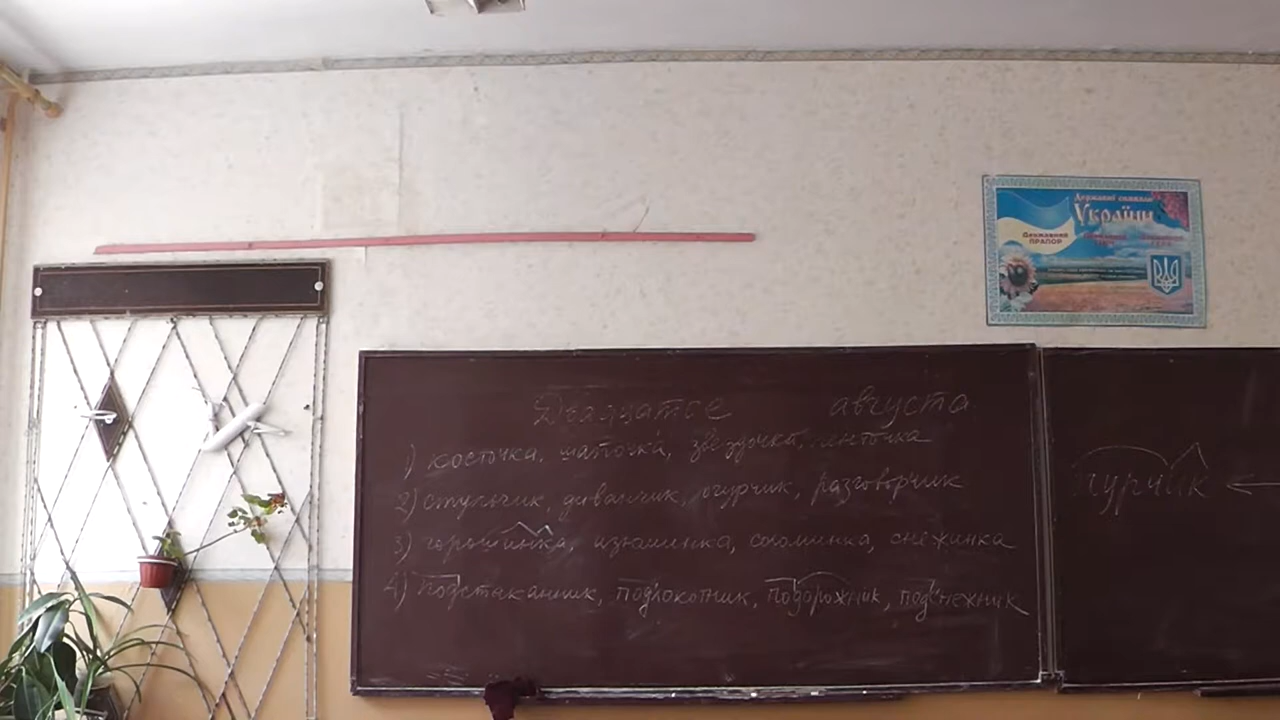 Державні символи
України
Державний
ПРАПОР
Двадцатое августа
1) косточка, шапочка, звёздочка, ленточка
2) стульчик, диванчик, огурчик, разговорчик
3) горошинка, изюминка, соломинка, снежинка
4) подстаканник, подлокотник, подорожник, подснежник
гурчик ←